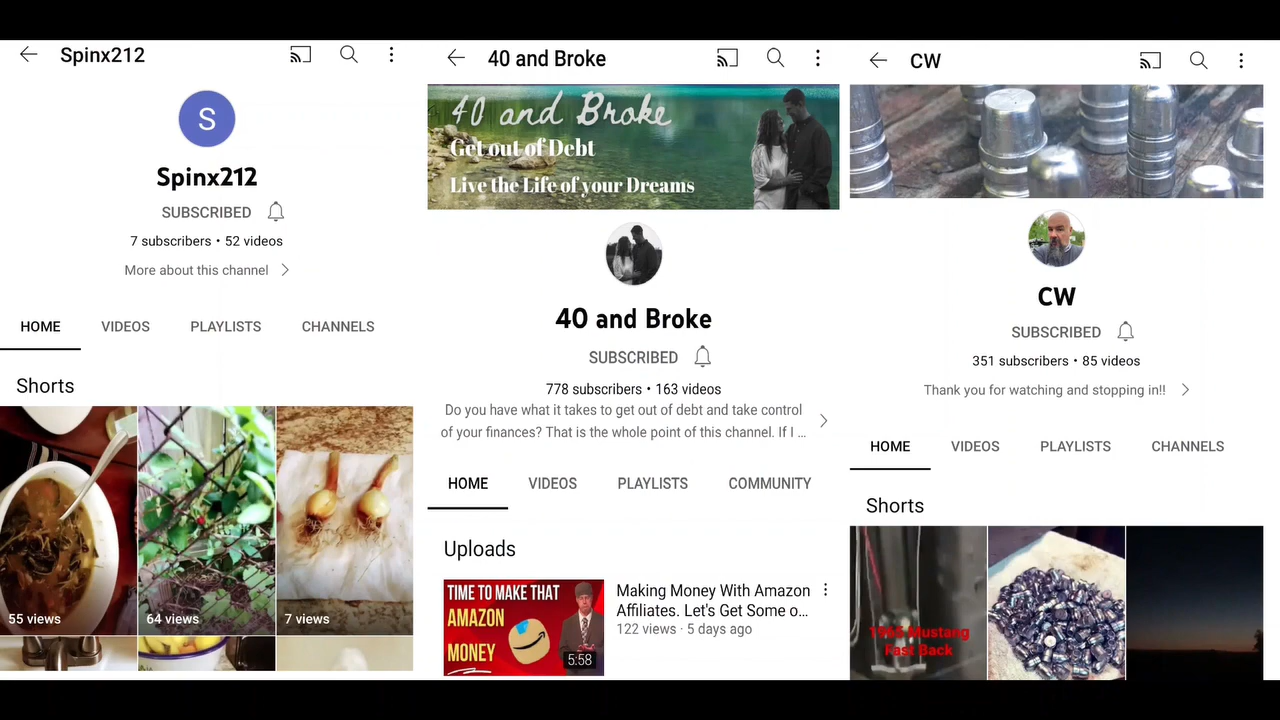 Spinx212
S
Spinx212
SUBSCRIBED
7 subscribers • 52 videos
More about this channel
HOME VIDEOS PLAYLISTS CHANNELS
Shorts
55 views
64 views
7 views
40 and Broke
40 and Broke
Get out of Debt
Live the Life of your Dreams
40 and Broke
SUBSCRIBED
778 subscribers • 163 videos
Do you have what it takes to get out of debt and take control
of your finances? That is the whole point of this channel. If I ...
HOME VIDEOS PLAYLISTS COMMUNITY
Uploads
TIME TO MAKE THAT
AMAZON
MONEY
5:58
Making Money With Amazon
Affiliates. Let's Get Some o...
122 views · 5 days ago
CW
CW
SUBSCRIBED
351 subscribers • 85 videos
Thank you for watching and stopping in!!
HOME VIDEOS PLAYLISTS CHANNELS
Shorts
1965 Mustang
Fast Back